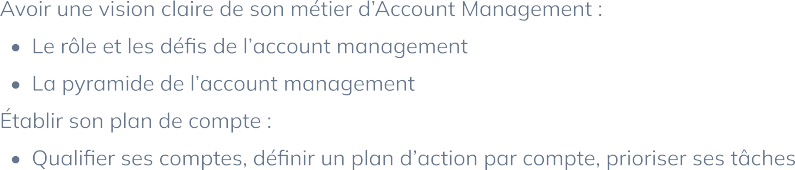 Avoir une vision claire de son métier d’Account Management :
• Le rôle et les défis de l’account management
• La pyramide de l’account management
Établir son plan de compte :
• Qualifier ses comptes, définir un plan d’action par compte, prioriser ses tâches